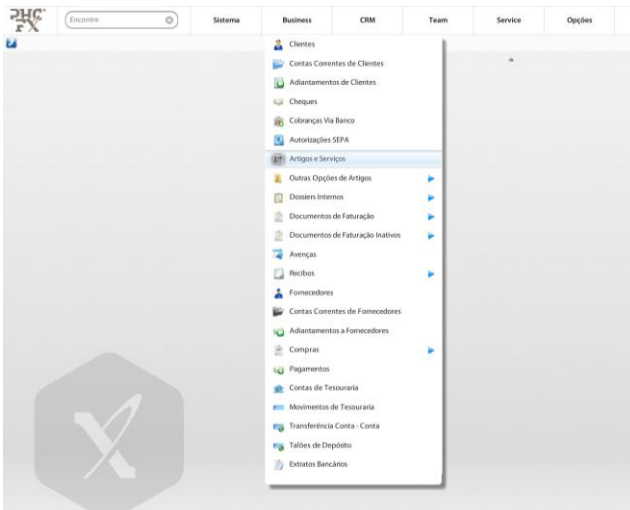 PHC FX
Encontre
Sistema
Business
CRM
Team
Service
Opções
Clientes
Contas Correntes de Clientes
Adiantamentos de Clientes
Cheques
Cobranças Via Banco
Autorizações SEPA
Artigos e Serviços
Outras Opções de Artigos
Dossiers Internos
Documentos de Faturação
Documentos de Faturação Inativos
Avenças
Recibos
Fornecedores
Contas Correntes de Fornecedores
Adiantamentos a Fornecedores
Compras
Pagamentos
Contas de Tesouraria
Movimentos de Tesouraria
Transferência Conta - Conta
Talões de Depósito
Extratos Bancários